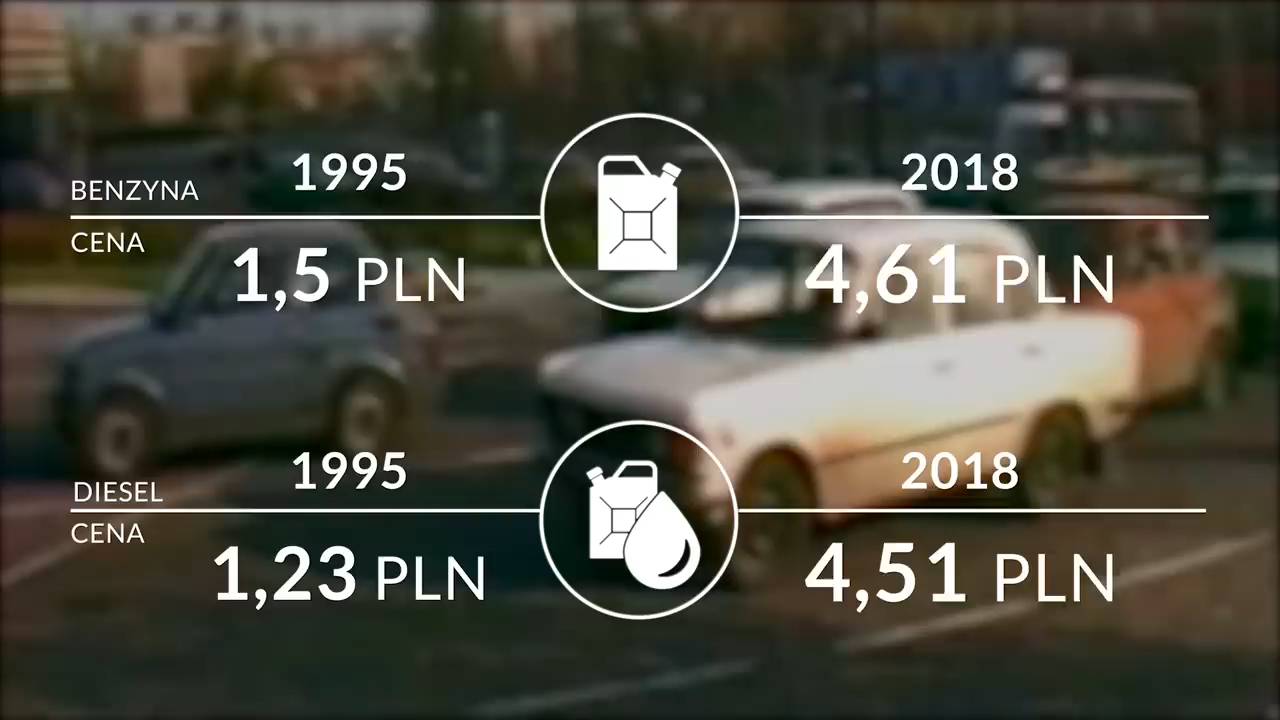 1995
2018
BENZYNA
CENA
1,5 PLN
4,61 PLN
1995
2018
DIESEL
CENA
1,23 PLN
4,51 PLN